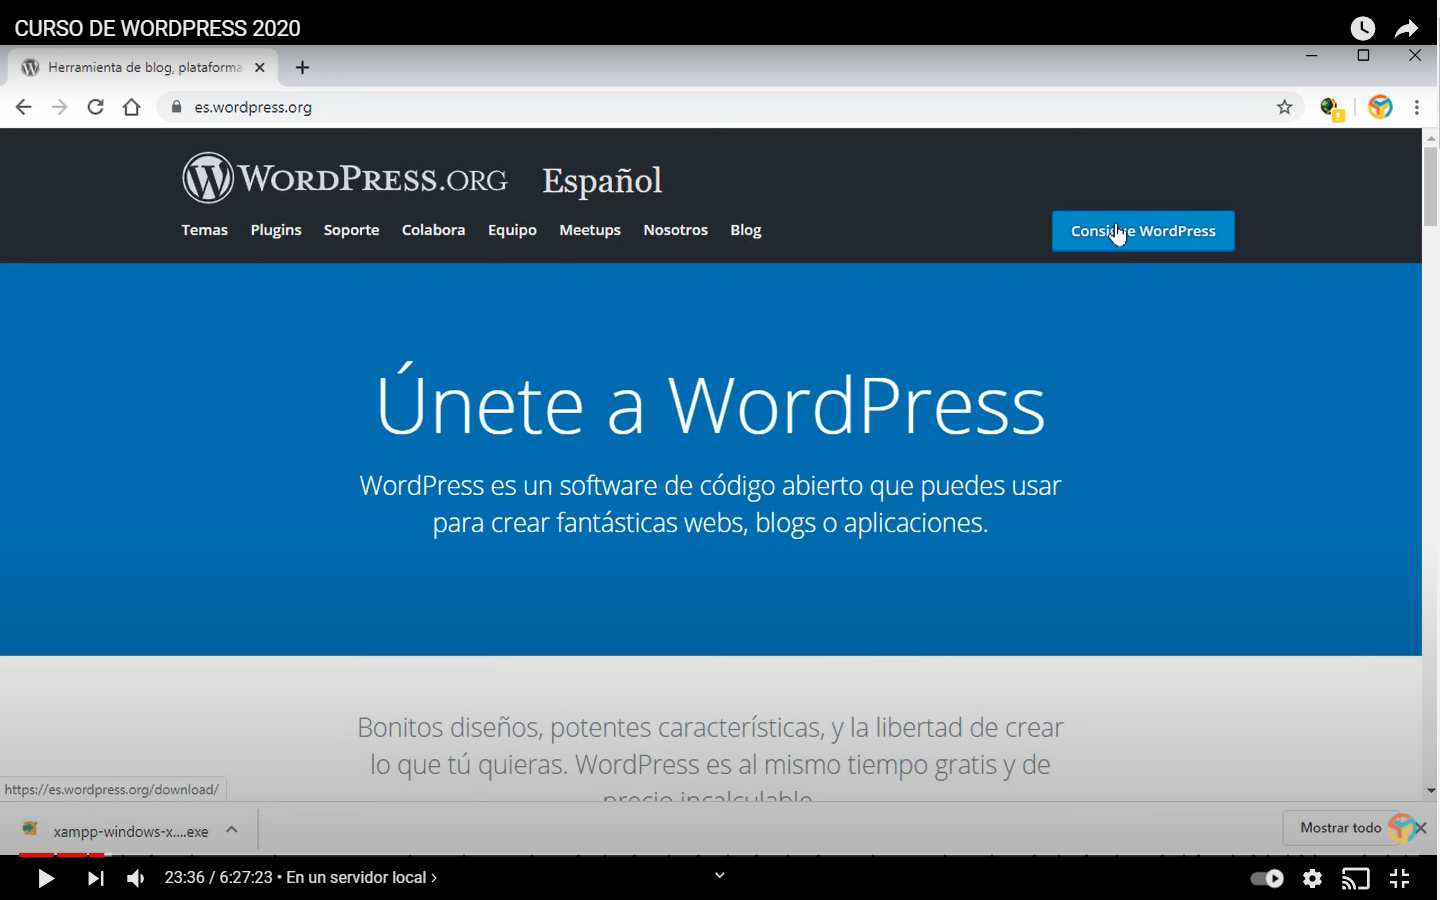 CURSO DE WORDPRESS 2020
Herramienta de blog, plataforma
es.wordpress.org
WORDPRESS.ORG Español
Temas Plugins Soporte Colabora Equipo Meetups Nosotros Blog
Consigue WordPress
Únete a WordPress
WordPress es un software de código abierto que puedes usar
para crear fantásticas webs, blogs o aplicaciones.
Bonitos diseños, potentes características, y la libertad de crear
lo que tú quieras. WordPress es al mismo tiempo gratis y de
precio incalculable.
https://es.wordpress.org/download/
xampp-windows-x....exe
Mostrar todo
23:36 / 6:27:23 • En un servidor local